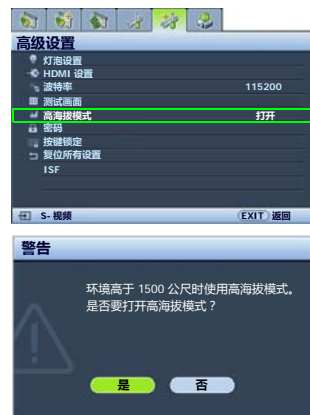 高级设置
灯泡设置
HDMI 设置
波特率 115200
测试画面
高海拔模式 打开
密码
按键锁定
复位所有设置
ISF
S-视频 EXIT 返回
警告
环境高于 1500 公尺时使用高海拔模式。
是否要打开高海拔模式？
是 否